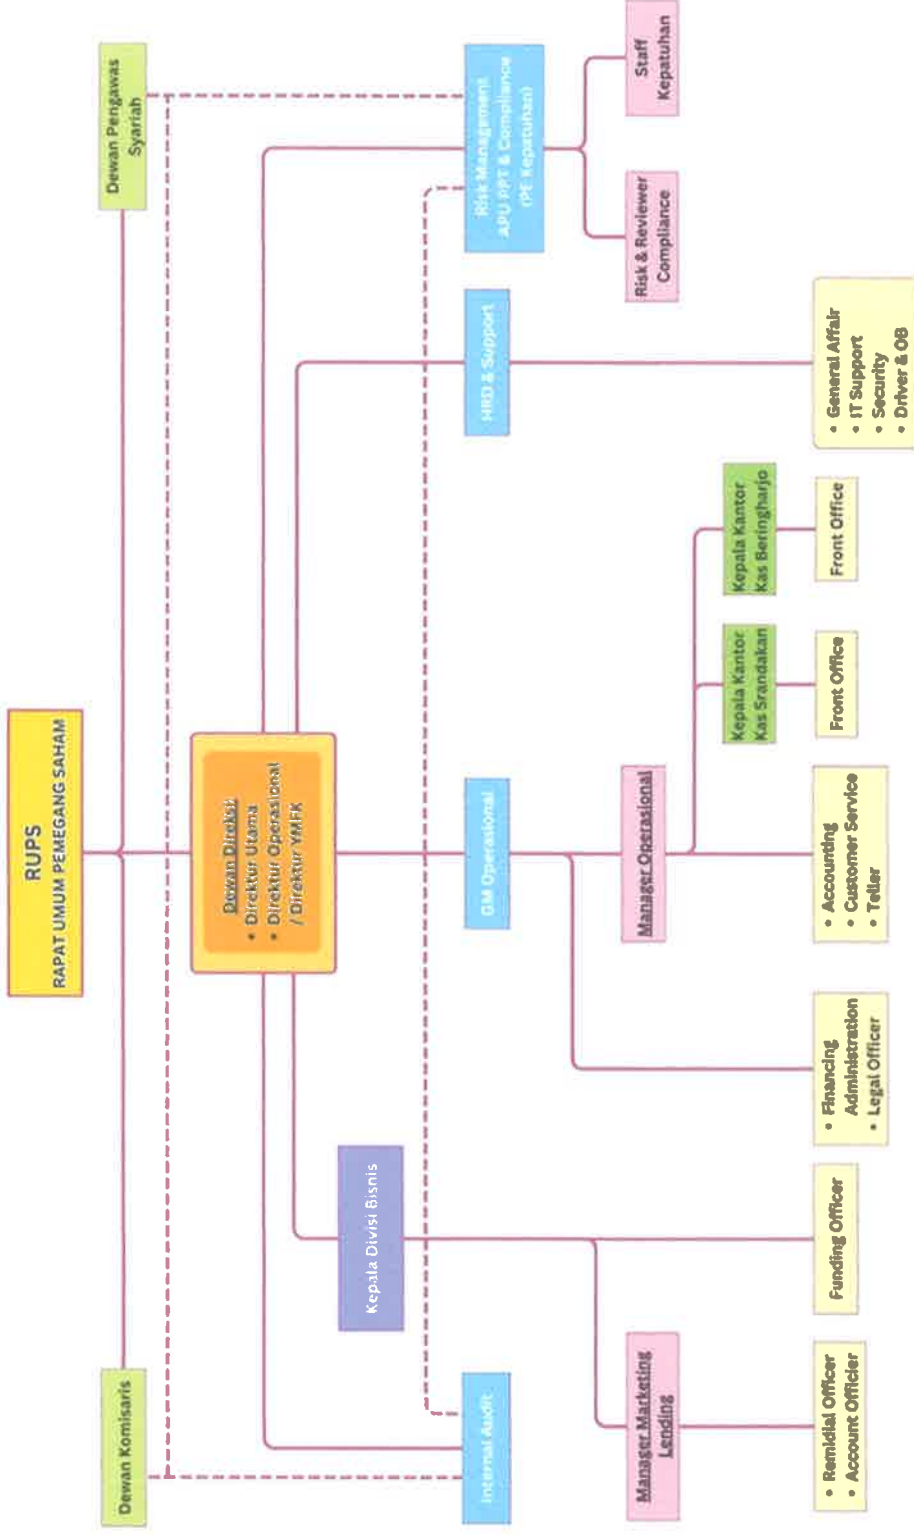 RUPS
RAPAT UMUM PEMEGANG SAHAM
Dewan Komisaris
Dewan Pengawas
Syariah
Dewan Direksi:
• Direktur Utama
• Direktur Operasional
/ Direktur YMFK
Kepala Divisi Bisnis
Internal Audit
GM Operasional
HRD & Support
Risk Management
APU PPT & Compliance
(PE Kepatuhan)
Manager Marketing
Lending
Manager Operasional
Risk & Reviewer
Compliance
Staff
Kepatuhan
Kepala Kantor
Kas Srandakan
Kepala Kantor
Kas Beringharjo
• Remidial Officer
• Account Officier
Funding Officer
• Financing
Administration
• Legal Officer
• Accounting
• Customer Service
• Teller
Front Office
Front Office
• General Affair
• IT Support
• Security
• Driver & OB